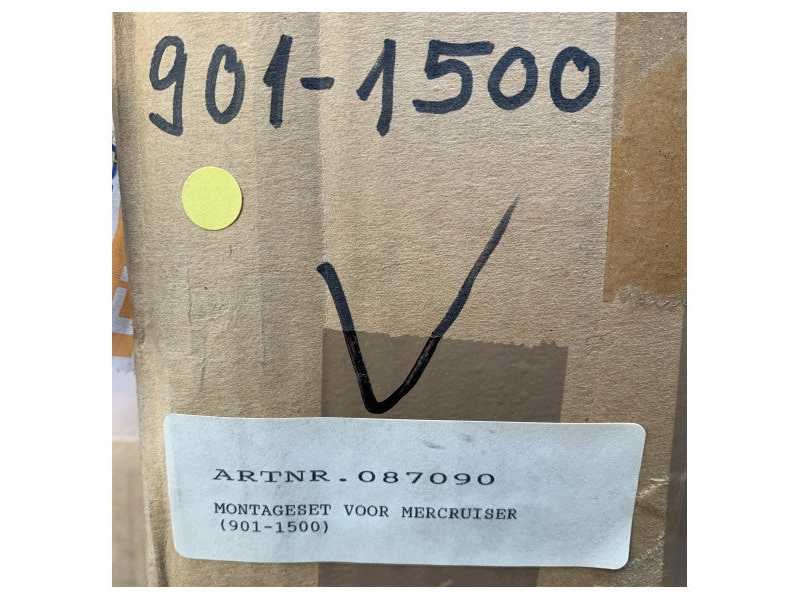 901-1500
V
ARTNR.087090
MONTAGESET VOOR MERCRUISER
(901-1500)